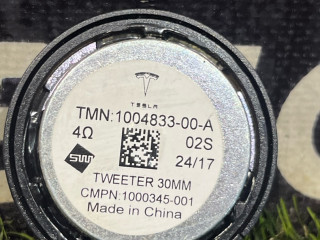 TESLA
TMN:1004833-00-A
4Ω
02S
24/17
TWEETER 30MM
CMPN:1000345-001
Made in China